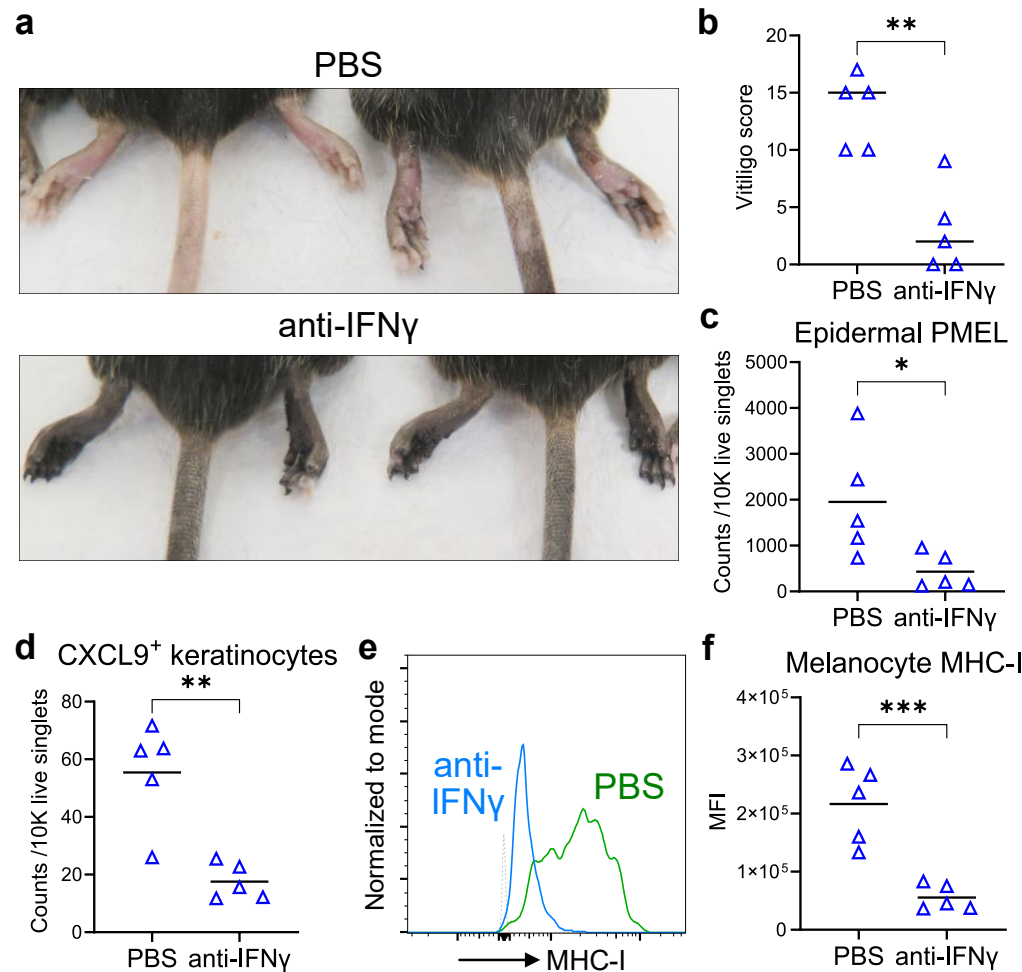 a
PBS
anti-IFNγ
b
**
Vitiligo score
20
15
10
5
0
PBS anti-IFNγ
c
Epidermal PMEL
*
Counts /10K live singlets
5000
4000
3000
2000
1000
0
PBS anti-IFNγ
d
CXCL9⁺ keratinocytes
**
Counts /10K live singlets
80
60
40
20
0
PBS anti-IFNγ
e
Normalized to mode
anti-
IFNγ
PBS
MHC-I
f
Melanocyte MHC-I
***
MFI
4×10⁵
3×10⁵
2×10⁵
1×10⁵
0
PBS anti-IFNγ